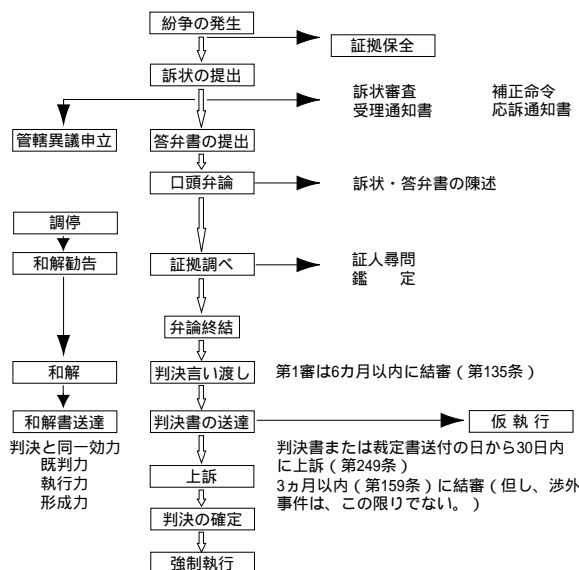 紛争の発生
証拠保全
訴状の提出
訴状審査 補正命令
受理通知書 応訴通知書
管轄異議申立
答弁書の提出
口頭弁論
訴状・答弁書の陳述
調停
和解勧告
証拠調べ
証人尋問
鑑 定
弁論終結
和解
判決言い渡し
第1審は6カ月以内に結審(第135条)
和解書送達
判決書の送達
仮 執 行
判決と同一効力
既判力
執行力
形成力
判決書または裁定書送付の日から30日内
に上訴(第249条)
3ヵ月以内(第159条)に結審(但し、渉外
事件は、この限りでない。)
上訴
判決の確定
強制執行